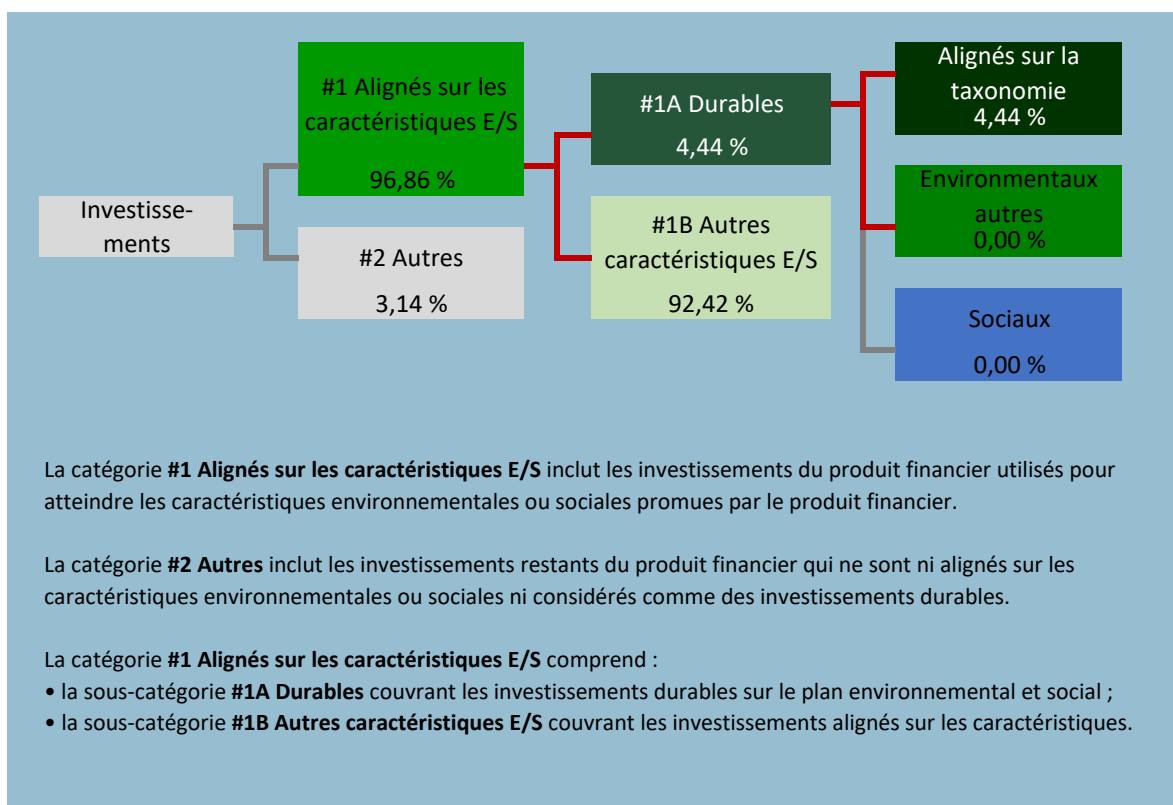 Investisse-
ments
#1 Alignés sur les
caractéristiques E/S
96,86 %
#2 Autres
3,14 %
#1A Durables
4,44 %
#1B Autres
caractéristiques E/S
92,42 %
Alignés sur la
taxonomie
4,44 %
Environmentaux
autres
0,00 %
Sociaux
0,00 %
La catégorie #1 Alignés sur les caractéristiques E/S inclut les investissements du produit financier utilisés pour
atteindre les caractéristiques environnementales ou sociales promues par le produit financier.
La catégorie #2 Autres inclut les investissements restants du produit financier qui ne sont ni alignés sur les
caractéristiques environnementales ou sociales ni considérés comme des investissements durables.
La catégorie #1 Alignés sur les caractéristiques E/S comprend :
• la sous-catégorie #1A Durables couvrant les investissements durables sur le plan environnemental et social ;
• la sous-catégorie #1B Autres caractéristiques E/S couvrant les investissements alignés sur les caractéristiques.